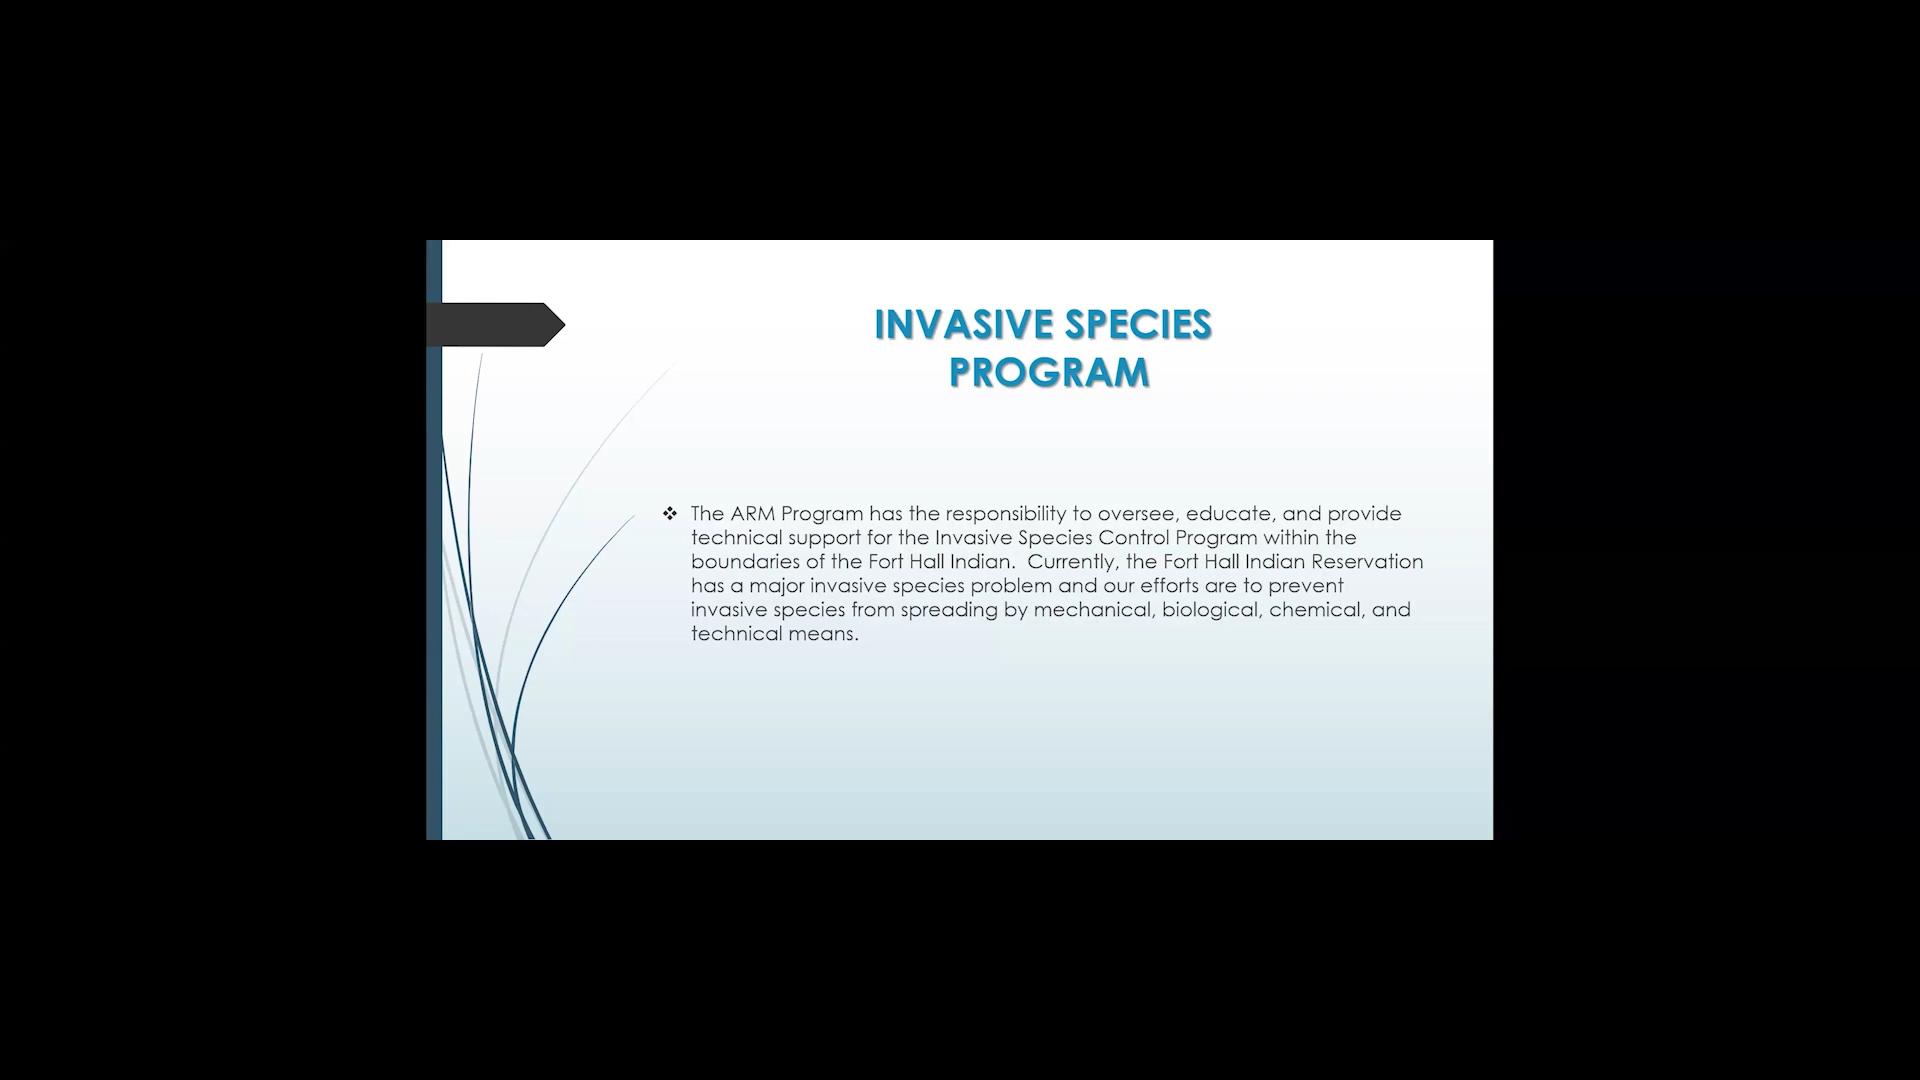 INVASIVE SPECIES
PROGRAM
❖ The ARM Program has the responsibility to oversee, educate, and provide
technical support for the Invasive Species Control Program within the
boundaries of the Fort Hall Indian.  Currently, the Fort Hall Indian Reservation
has a major invasive species problem and our efforts are to prevent
invasive species from spreading by mechanical, biological, chemical, and
technical means.